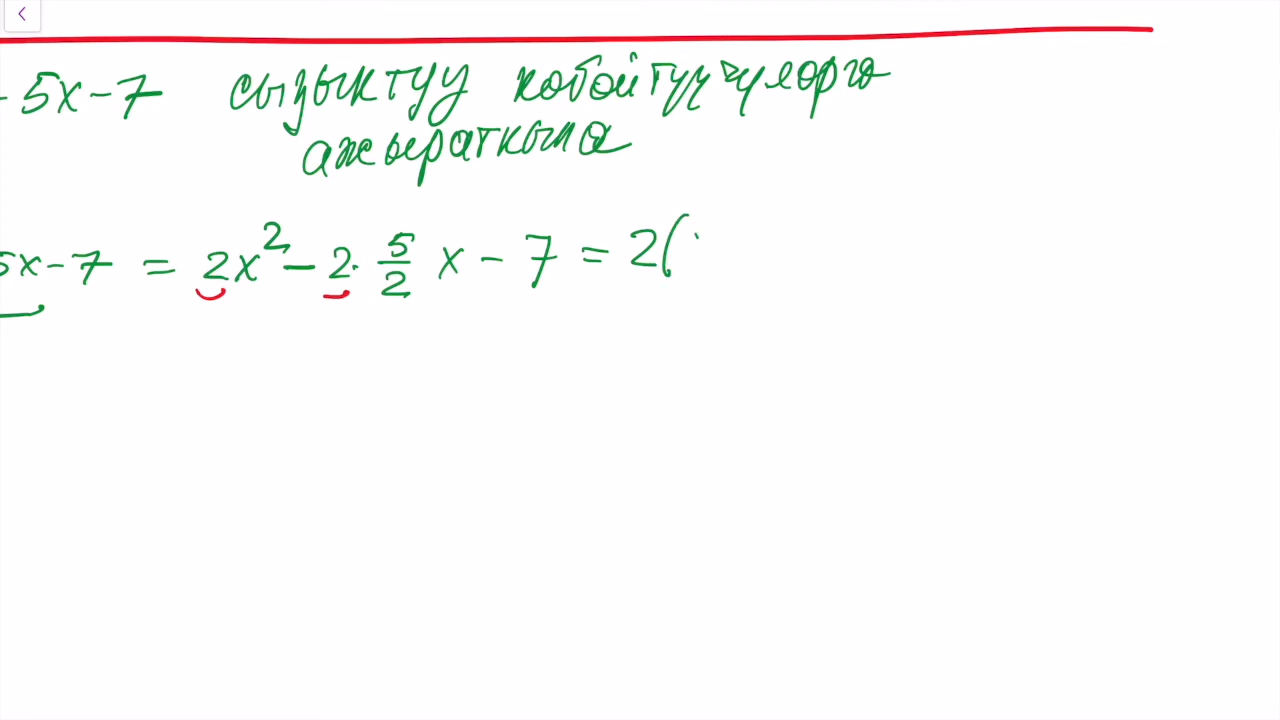 - 5x - 7 сызыктуу көбөйтүүчүлөргө
ажыраткыла
5x - 7 = 2x² - 2 · 5/2 x - 7 = 2(